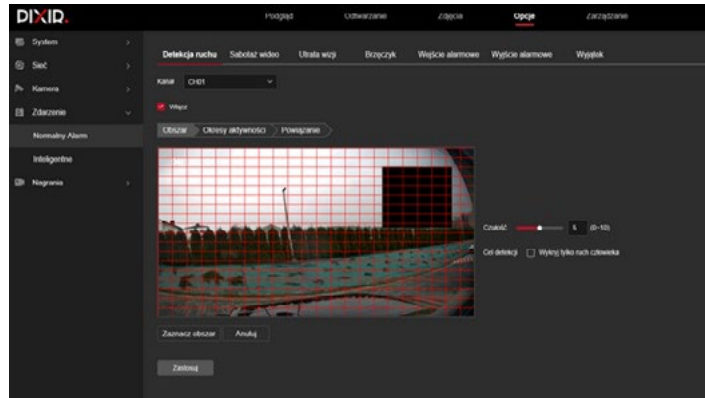 DIXIR.
Podgląd Odtwarzanie Zdjęcia Opcje Zarządzanie
System
Sieć
Kamera
Zdarzenie
Normalny Alarm
Inteligentne
Nagrania
Detekcja ruchu Sabotaż wideo Utrata wizji Brzęczyk Wejście alarmowe Wyjście alarmowe Wyjątek
Kanał CH01
Włącz
Obszar Okresy aktywności Powiązanie
Czułość 5 (0~10)
Cel detekcji Wykryj tylko ruch człowieka
Zaznacz obszar Anuluj
Zastosuj